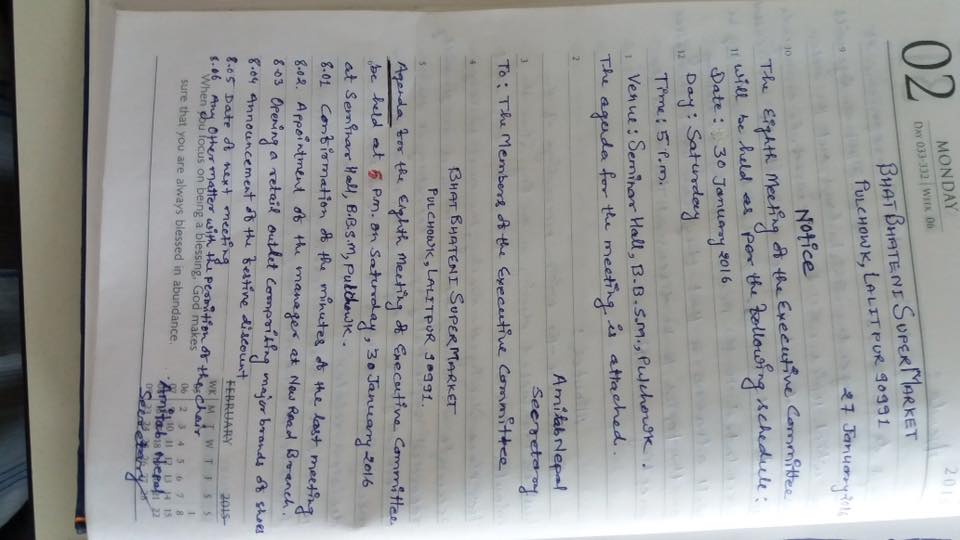 02
MONDAY
DAY 033-332 | WEEK 06
201
BHAT BHATENI SUPER MARKET
PULCHOWK, LALITPUR 90991
27 January 2016
Notice
The Eighth Meeting of the Executive Committee
will be held as per the following schedule:
Date: 30 January 2016
Day: Saturday
Time: 5 P.m.
Venue: Seminar Hall, B.B.S.M., Pulchowk.
The agenda for the meeting is attached.
Amitab Nepal
Secretary
To: The Members of the Executive Committee
BHAT BHATENI SUPER MARKET
PULCHOWK, LALITPUR 90991.
Agenda for the Eighth Meeting of Executive Committee
be held at 5 P.m. on Saturday, 30 January 2016
at Seminar Hall, B.B.S.M, Pulchowk.
8.01 Confirmation of the minutes of the last meeting
8.02. Appointment of the manager at New Road Branch.
8.03 Opening a retail outlet comprising major brands of shoes
8.04 Announcement of the festine discount
8.05 Date of next meeting
8.06 Any other matter with the permition of the chair
When you focus on being a blessing, God makes
sure that you are always blessed in abundance.
Amitab Nepal
Secretary
FEBRUARY 2015
WK M T W T F S S